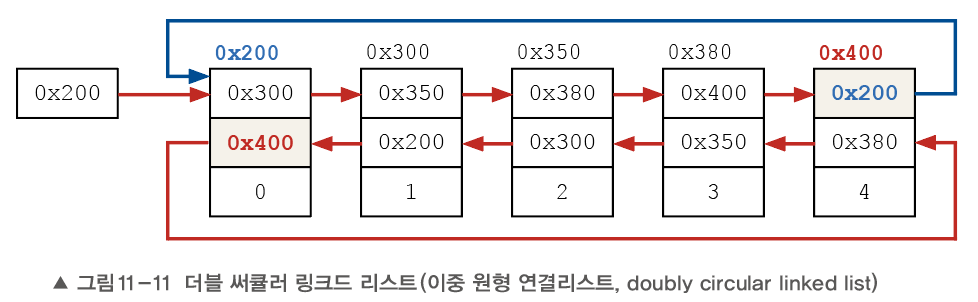 0x200 0x300 0x350 0x380 0x400
0x200 0x300 0x350 0x380 0x400 0x200
0x400 0x200 0x300 0x350 0x380
0 1 2 3 4
▲ 그림 11-11 더블 써큘러 링크드 리스트(이중 원형 연결리스트, doubly circular linked list)